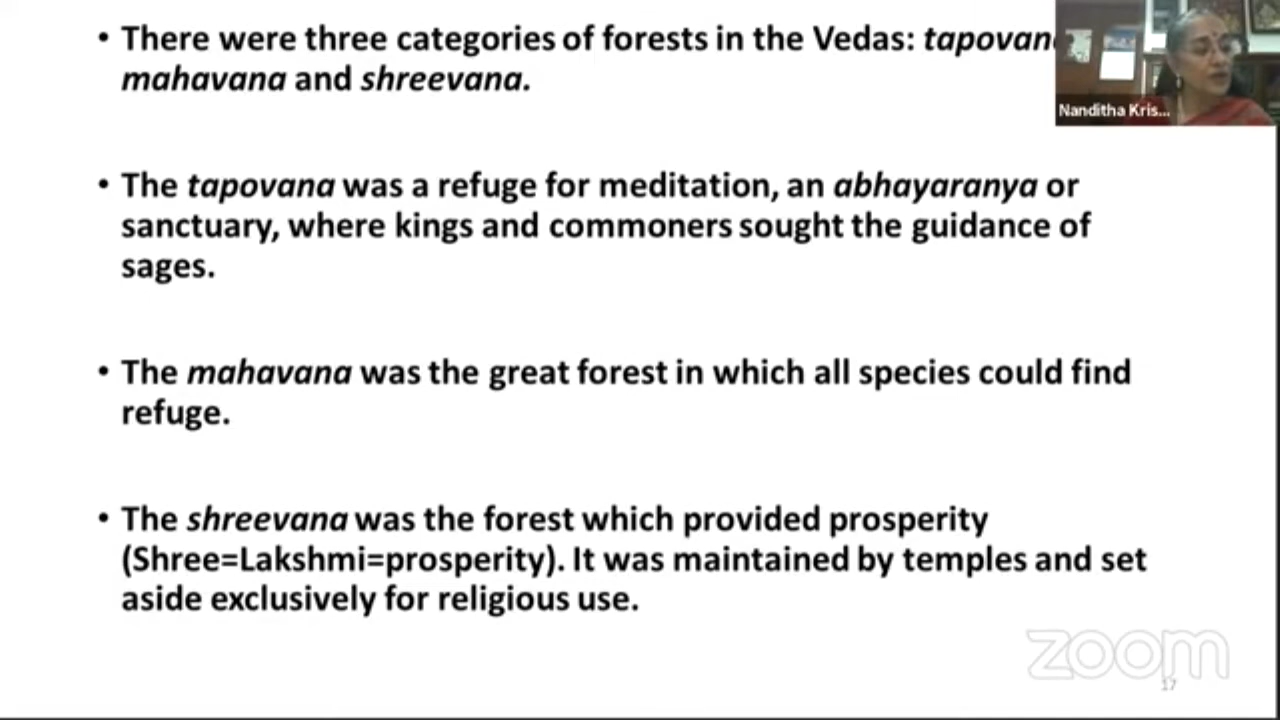 • There were three categories of forests in the Vedas:
mahavana and shreevana.
• The tapovana was a refuge for meditation, an abhayaranya or
sanctuary, where kings and commoners sought the guidance of
sages.
• The mahavana was the great forest in which all species could find
refuge.
• The shreevana was the forest which provided prosperity
(Shree=Lakshmi=prosperity). It was maintained by temples and set
aside exclusively for religious use.
Nanditha Kris...
zoom
17